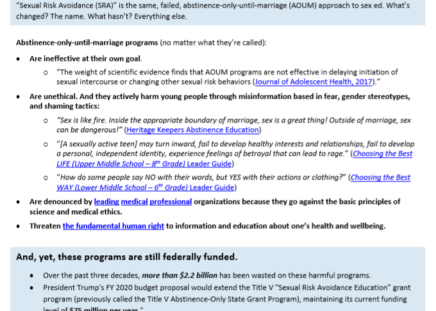 "Sexual Risk Avoidance (SRA)" is the same, failed, abstinence-only-until-marriage (AOUM) approach to sex ed. What's
changed? The name. What hasn't? Everything else.
Abstinence-only-until-marriage programs (no matter what they're called):
• Are ineffective at their own goal.
o "The weight of scientific evidence finds that AOUM programs are not effective in delaying initiation of
sexual intercourse or changing other sexual risk behaviors (Journal of Adolescent Health, 2017)."
• Are unethical. And they actively harm young people through misinformation based in fear, gender stereotypes,
and shaming tactics:
o "Sex is like fire. Inside the appropriate boundary of marriage, sex is a great thing! Outside of marriage, sex
can be dangerous!" (Heritage Keepers Abstinence Education)
o "[A sexually active teen] may turn inward, fail to develop healthy interests and relationships, fail to develop
a personal, independent identity, experience feelings of betrayal that can lead to rage." (Choosing the Best
LIFE (Upper Middle School – 8th Grade) Leader Guide)
o "How do some people say NO with their words, but YES with their actions or clothing?" (Choosing the Best
WAY (Lower Middle School – 6th Grade) Leader Guide)
• Are denounced by leading medical professional organizations because they go against the basic principles of
science and medical ethics.
• Threaten the fundamental human right to information and education about one's health and wellbeing.
And, yet, these programs are still federally funded.
• Over the past three decades, more than $2.2 billion has been wasted on these harmful programs.
• President Trump's FY 2020 budget proposal would extend the Title V "Sexual Risk Avoidance Education" grant
program (previously called the Title V Abstinence-Only State Grant Program), maintaining its current funding
level of $75 million per year.